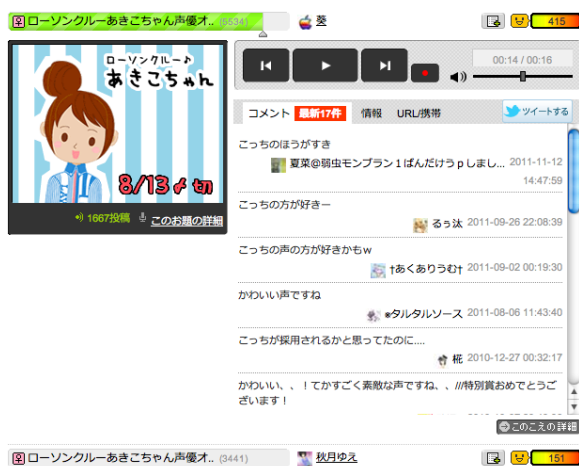 ローソンクルーあきこちゃん声優オ.. (5534)
葵
415
ローソンクルー♪
あきこちゃん
8/13〆切
1667投稿 このお題の詳細
00:14 / 00:16
コメント 最新17件 情報 URL/携帯 ツイートする
こっちのほうがすき
夏菜@弱虫モンブラン1ぱんだけうpしまし... 2011-11-12
14:47:59
こっちの方が好きー
るぅ汰 2011-09-26 22:08:39
こっちの声の方が好きかもw
†あくありうむ† 2011-09-02 00:19:30
かわいい声ですね
※タルタルソース 2011-08-06 11:43:40
こっちが採用されるかと思ってたのに....
椛 2010-12-27 00:32:17
かわいい、、！てかすごく素敵な声ですね、、///特別賞おめでとうご
ざいます！
このこえの詳細
ローソンクルーあきこちゃん声優オ.. (3441)
秋月ゆえ
151